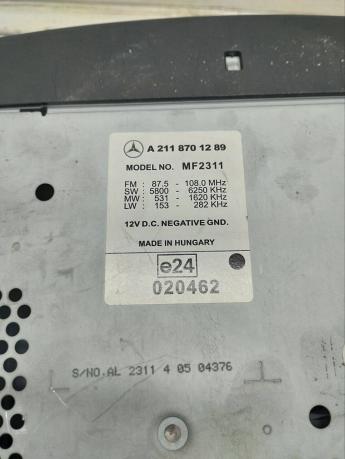 A 211 870 12 89
MODEL NO. MF2311
FM : 87.5 - 108.0 MHz
SW : 5800 - 6250 KHz
MW : 531 - 1620 KHz
LW : 153 - 282 KHz
12V D.C. NEGATIVE GND.
MADE IN HUNGARY
e24
020462
S/NO.AL 2311 4 05 04376